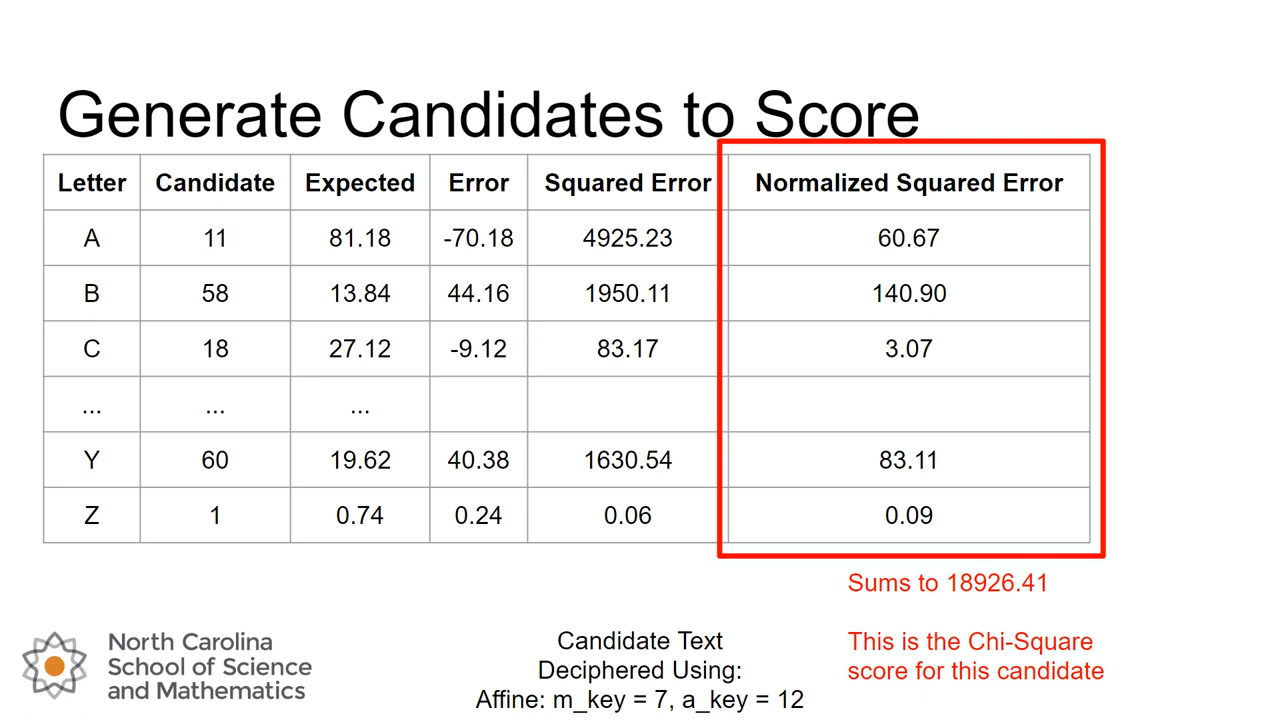 Generate Candidates to Score
Letter Candidate Expected Error Squared Error Normalized Squared Error
A 11 81.18 -70.18 4925.23 60.67
B 58 13.84 44.16 1950.11 140.90
C 18 27.12 -9.12 83.17 3.07
... ... ...
Y 60 19.62 40.38 1630.54 83.11
Z 1 0.74 0.24 0.06 0.09
Sums to 18926.41
North Carolina
School of Science
and Mathematics
Candidate Text
Deciphered Using:
Affine: m_key = 7, a_key = 12
This is the Chi-Square
score for this candidate